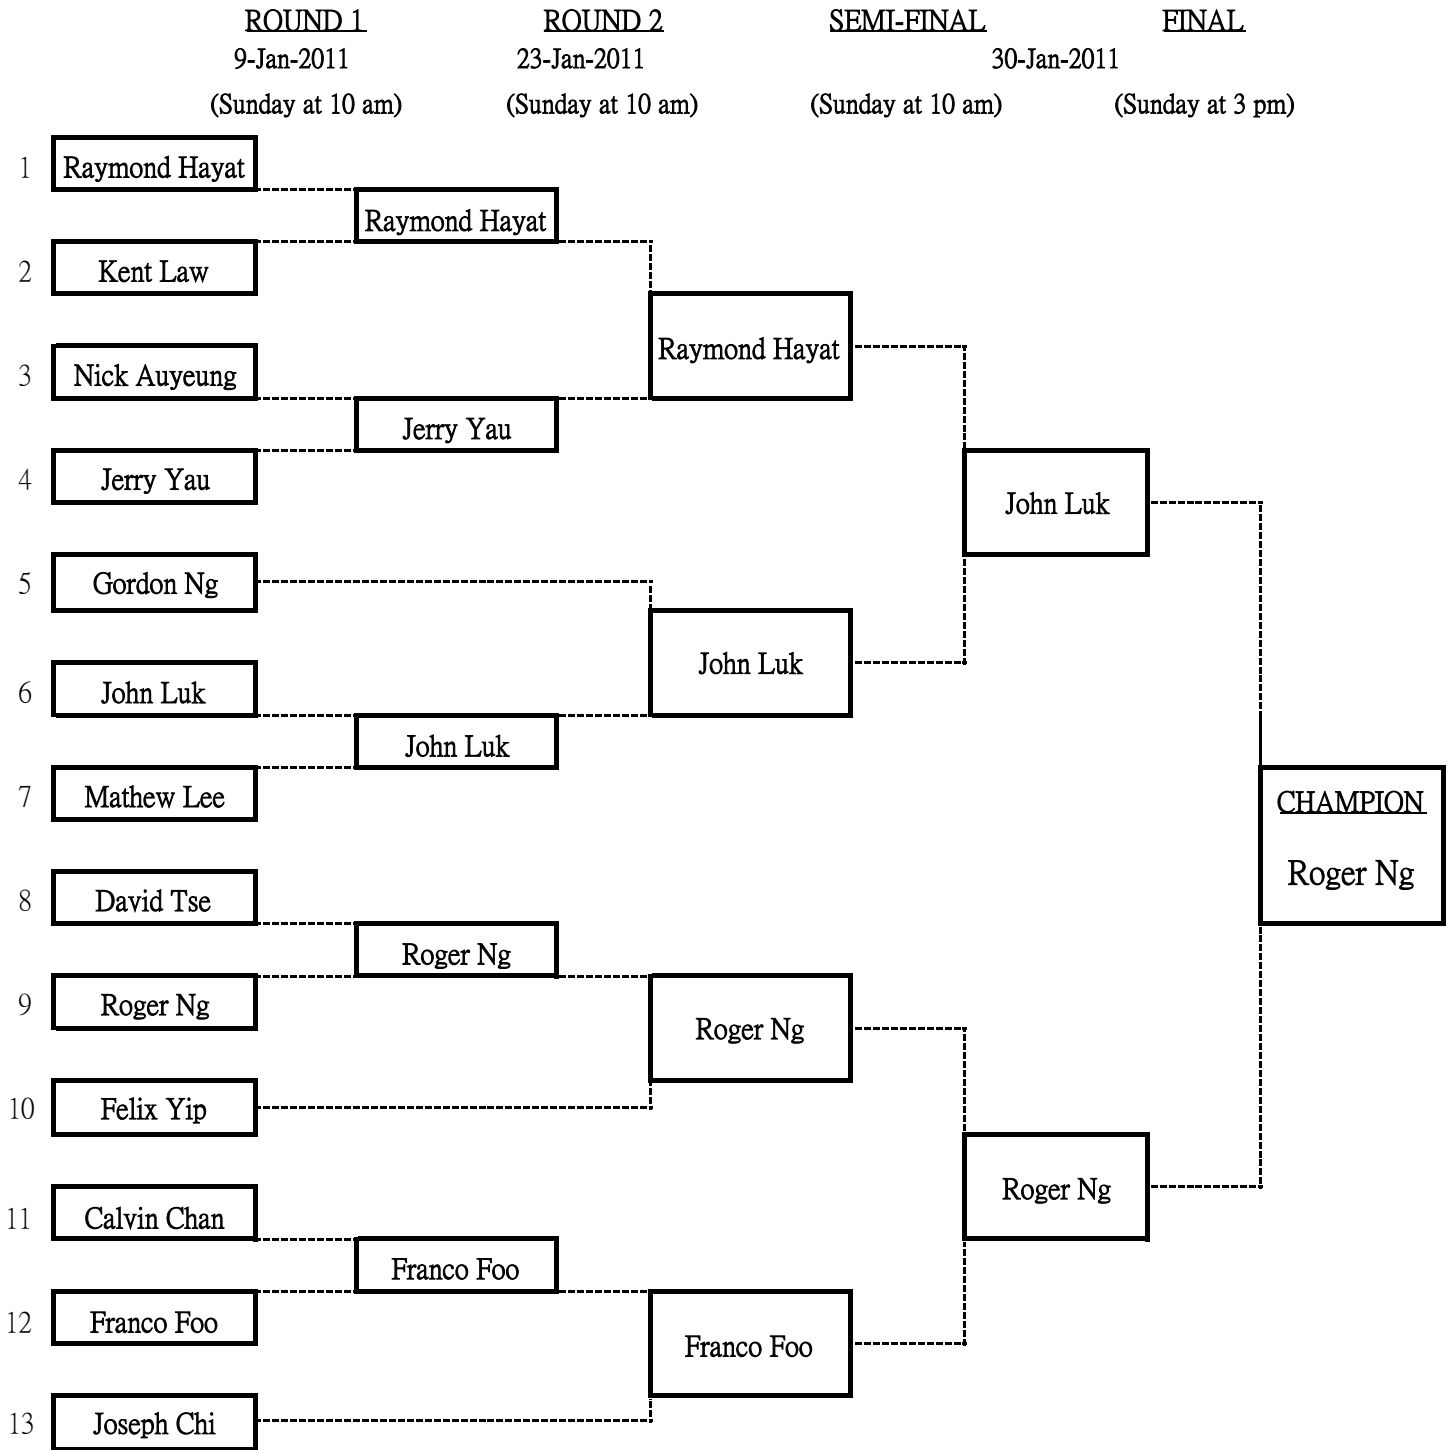 ROUND 1 ROUND 2 SEMI-FINAL FINAL
9-Jan-2011 23-Jan-2011 30-Jan-2011
(Sunday at 10 am) (Sunday at 10 am) (Sunday at 10 am) (Sunday at 3 pm)
1 Raymond Hayat
Raymond Hayat
2 Kent Law
Raymond Hayat
3 Nick Auyeung
Jerry Yau
4 Jerry Yau
John Luk
5 Gordon Ng
John Luk
6 John Luk
John Luk
7 Mathew Lee
CHAMPION
Roger Ng
8 David Tse
Roger Ng
9 Roger Ng
Roger Ng
10 Felix Yip
Roger Ng
11 Calvin Chan
Franco Foo
12 Franco Foo
Franco Foo
13 Joseph Chi